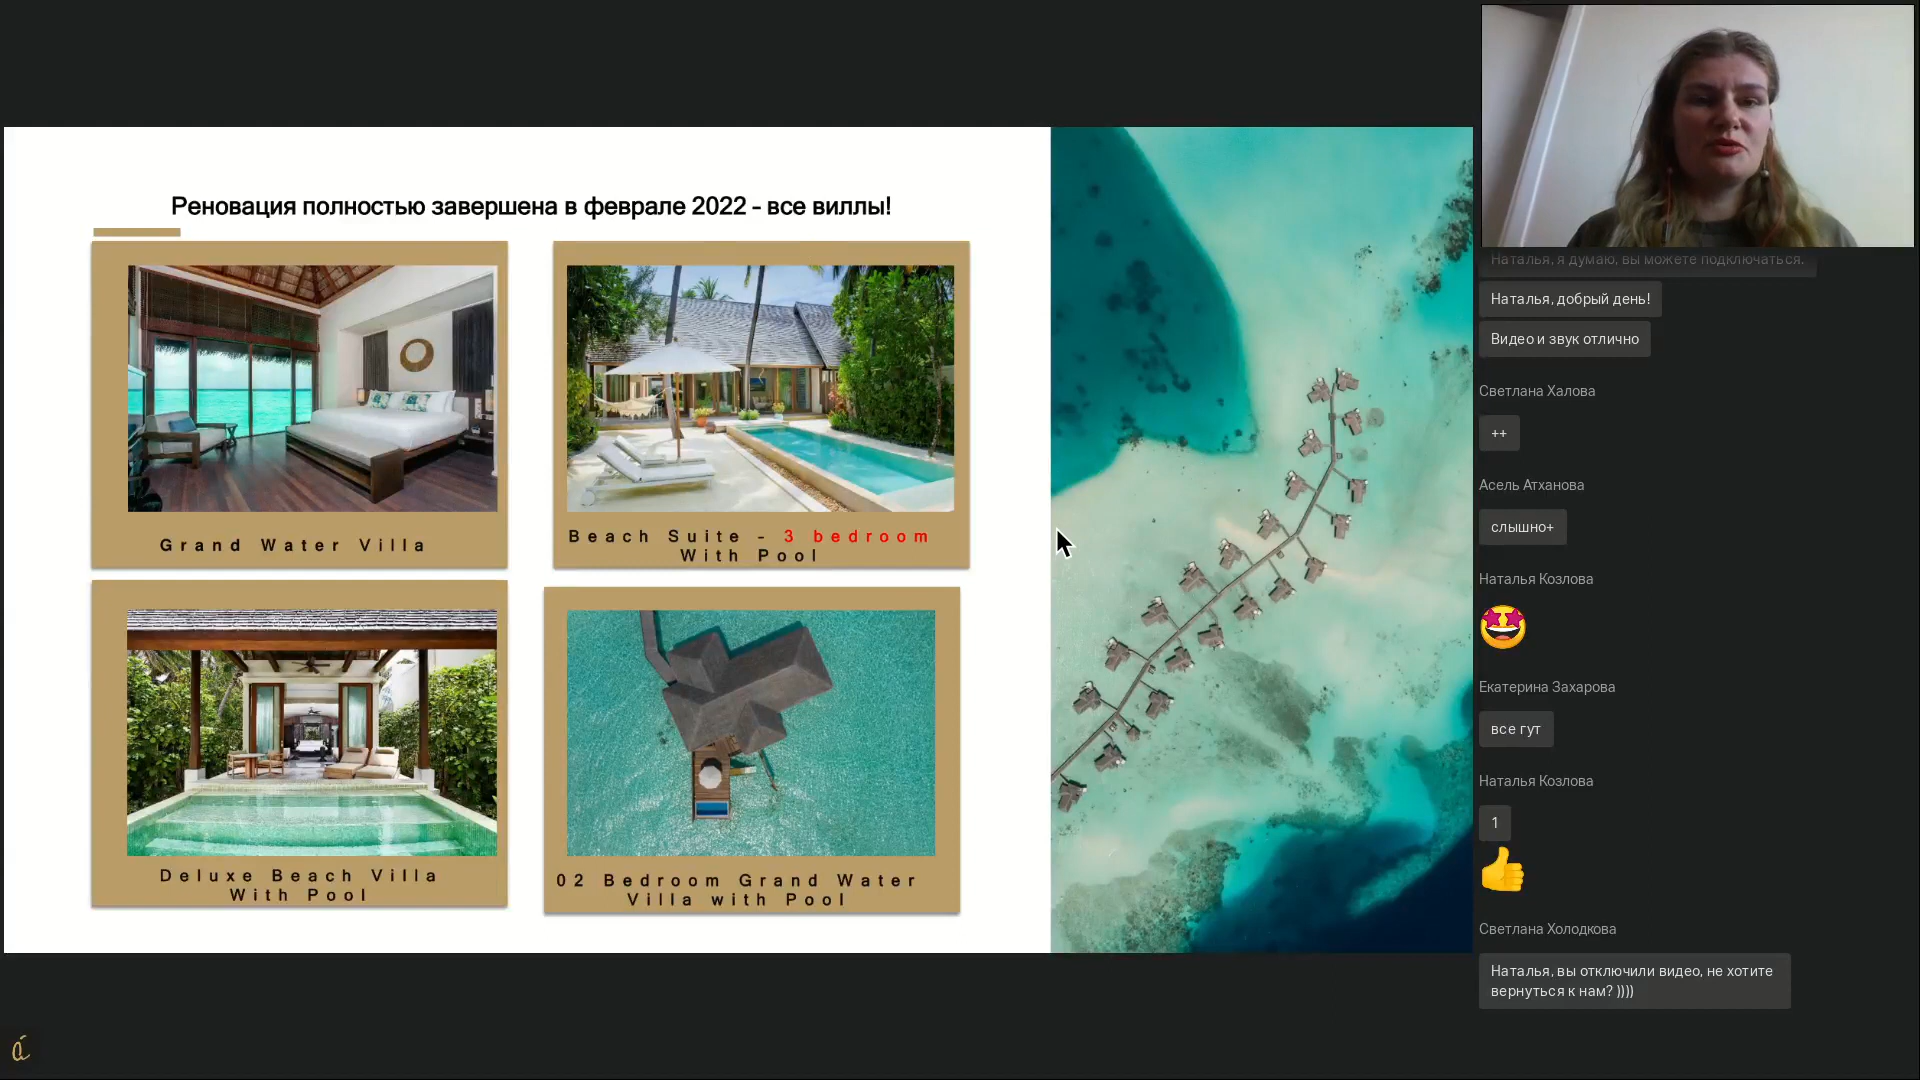 Реновация полностью завершена в феврале 2022 - все виллы!
Grand Water Villa
Beach Suite - 3 bedroom
With Pool
Deluxe Beach Villa
With Pool
02 Bedroom Grand Water
Villa with Pool
á
Наталья, я думаю, вы можете подключаться.
Наталья, добрый день!
Видео и звук отлично
Светлана Халова
++
Асель Атханова
слышно+
Наталья Козлова
Екатерина Захарова
все гут
Наталья Козлова
1
Светлана Холодкова
Наталья, вы отключили видео, не хотите
вернуться к нам? ))))